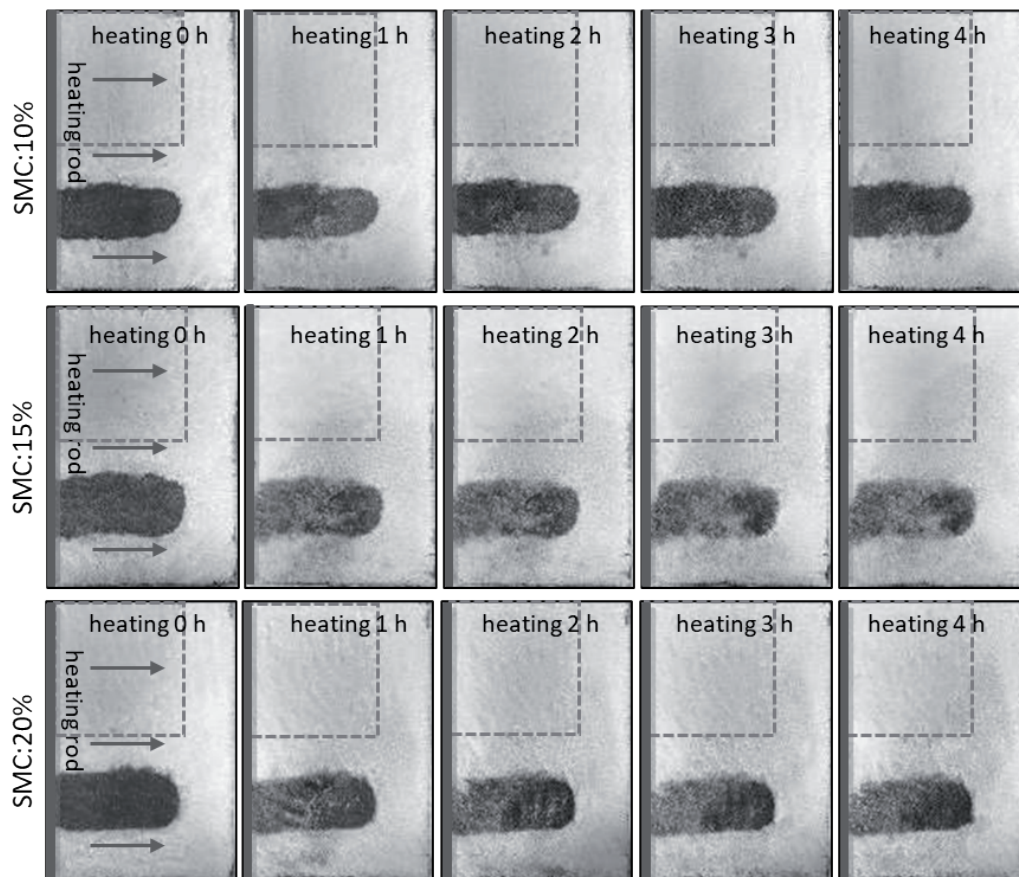 SMC:10%
heating 0 h
heating 1 h
heating 2 h
heating 3 h
heating 4 h
heating rod
SMC:15%
heating 0 h
heating 1 h
heating 2 h
heating 3 h
heating 4 h
heating rod
SMC:20%
heating 0 h
heating 1 h
heating 2 h
heating 3 h
heating 4 h
heating rod